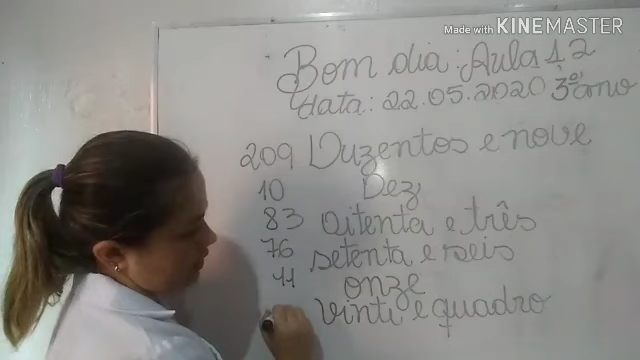 Made with KINEMASTER
Bom dia: Aula 12
data: 22.05.2020 3º ano
209 Duzentos e nove
10 Dez
83 Oitenta e três
76 setenta e seis
11 onze
vinti e quadro